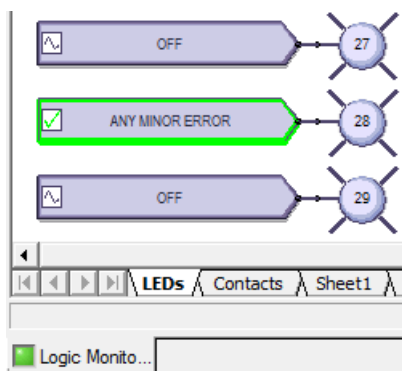 OFF 27
ANY MINOR ERROR 28
OFF 29
LEDs Contacts Sheet1
Logic Monito...